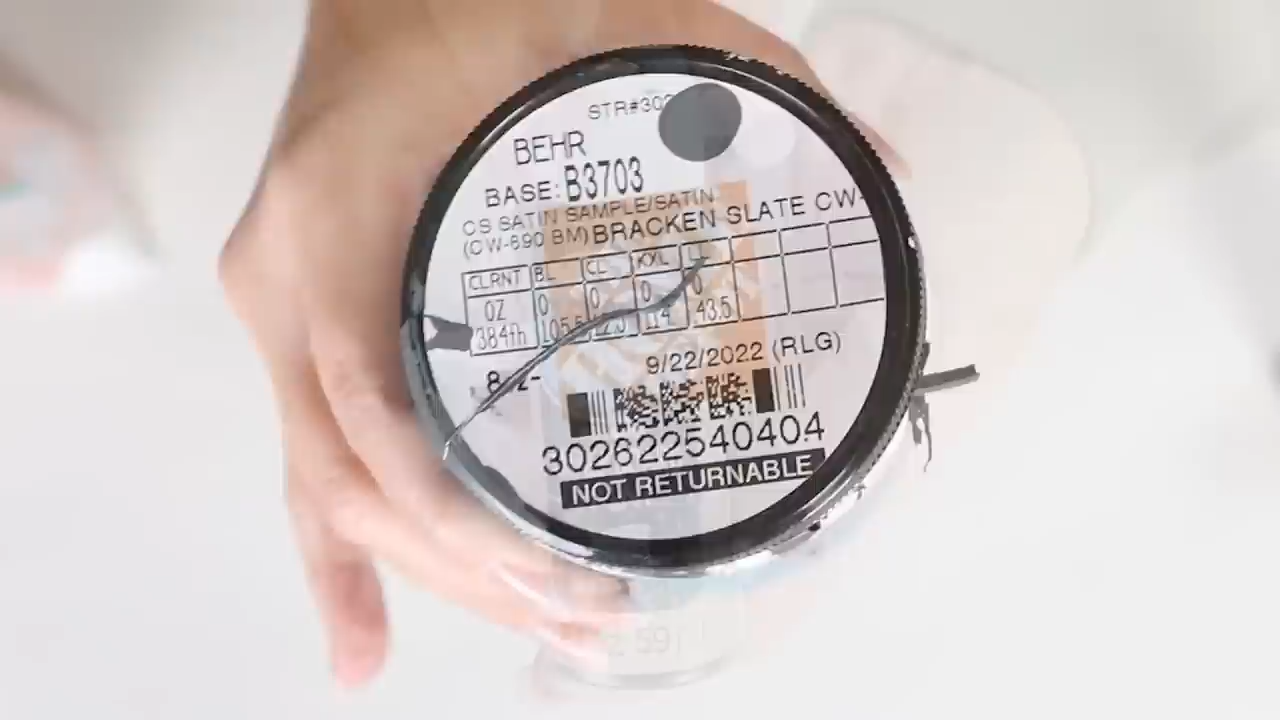 STR#302
BEHR
BASE: B3703
CS SATIN SAMPLE/SATIN
(CW-690 BM) BRACKEN SLATE CW-
CLRNT BL CL KXL LL
OZ 0 0 0 0
384th 105.5 114 43.5
9/22/2022 (RLG)
302622540404
NOT RETURNABLE